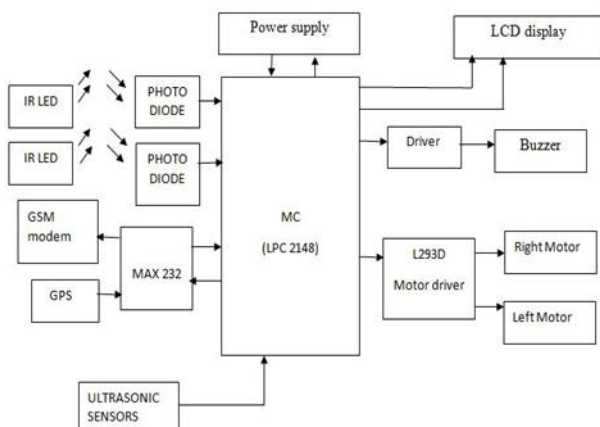 Power supply
LCD display
IR LED
PHOTO
DIODE
IR LED
PHOTO
DIODE
Driver
Buzzer
GSM
modem
MAX 232
GPS
MC
(LPC 2148)
L293D
Motor driver
Right Motor
Left Motor
ULTRASONIC
SENSORS